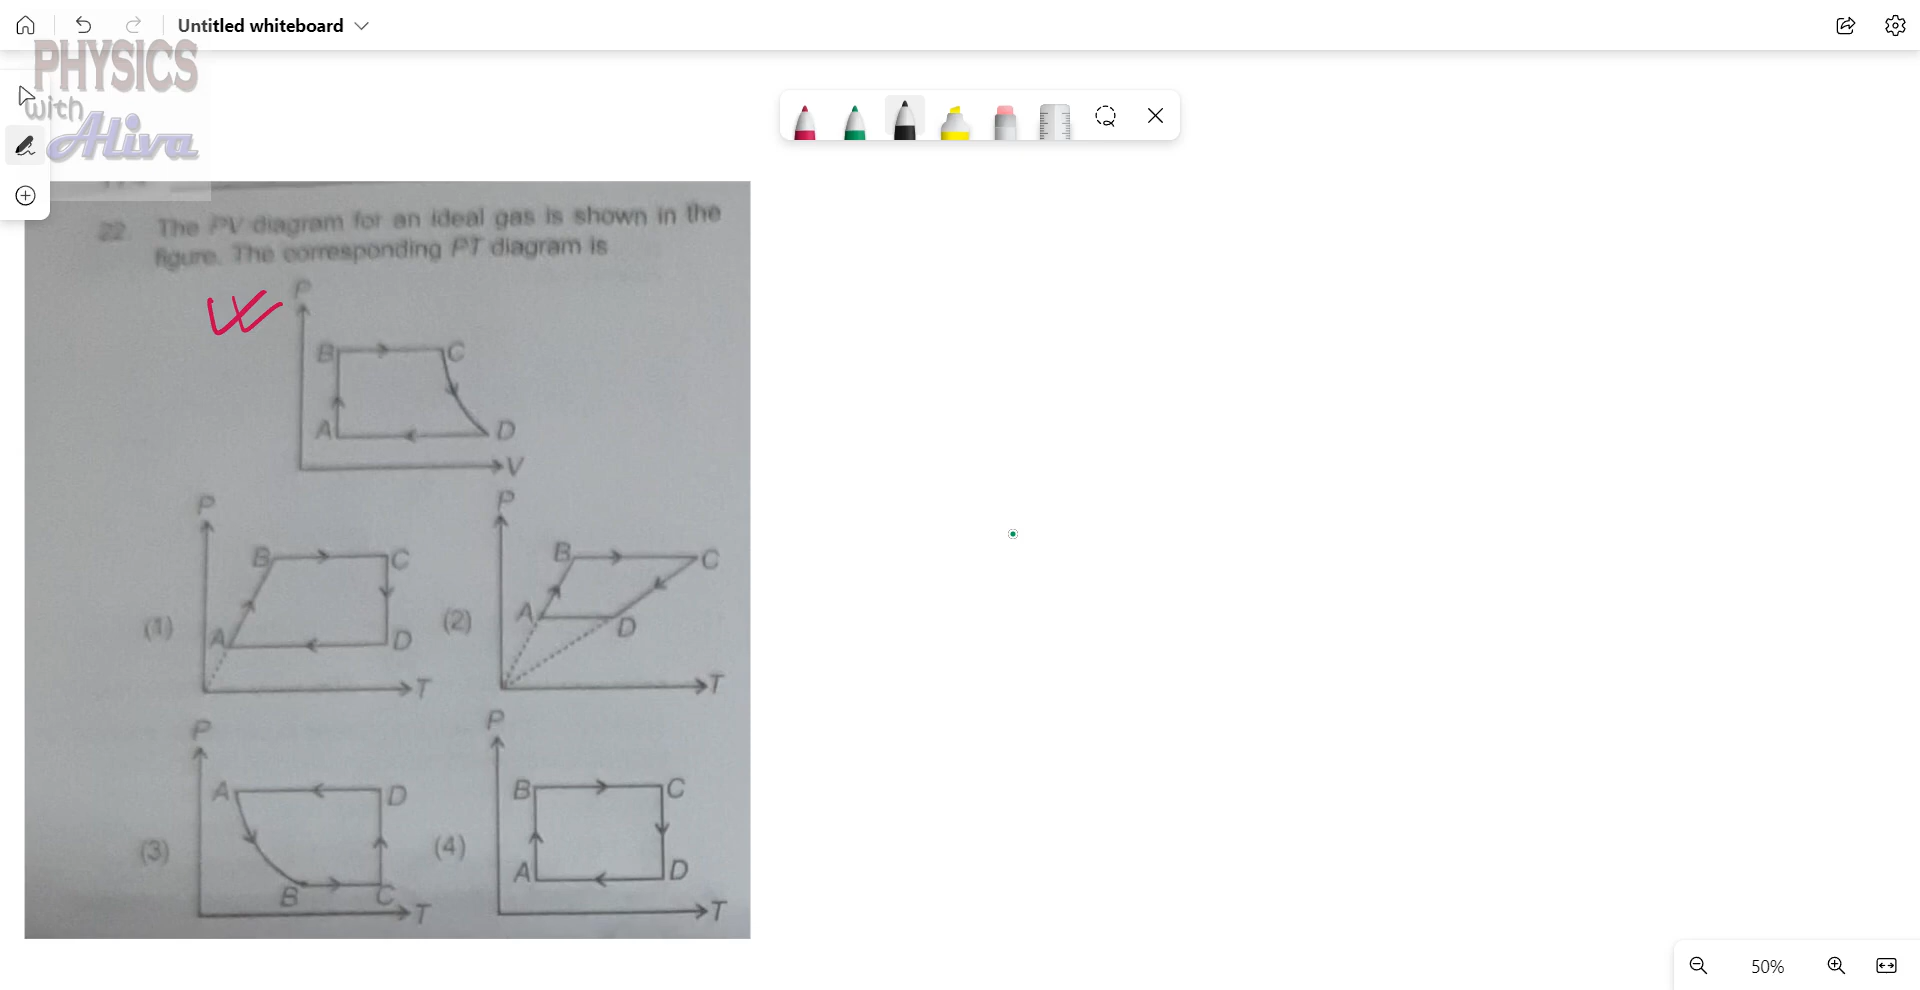 Untitled whiteboard
PHYSICS
with
Aliva
22. The PV diagram for an ideal gas is shown in the
figure. The corresponding PT diagram is
P
B C
A D
V
P
B C
(1) A D
T
P
B C
(2) A D
T
P
A D
(3)
B C
T
P
B C
(4)
A D
T
50%